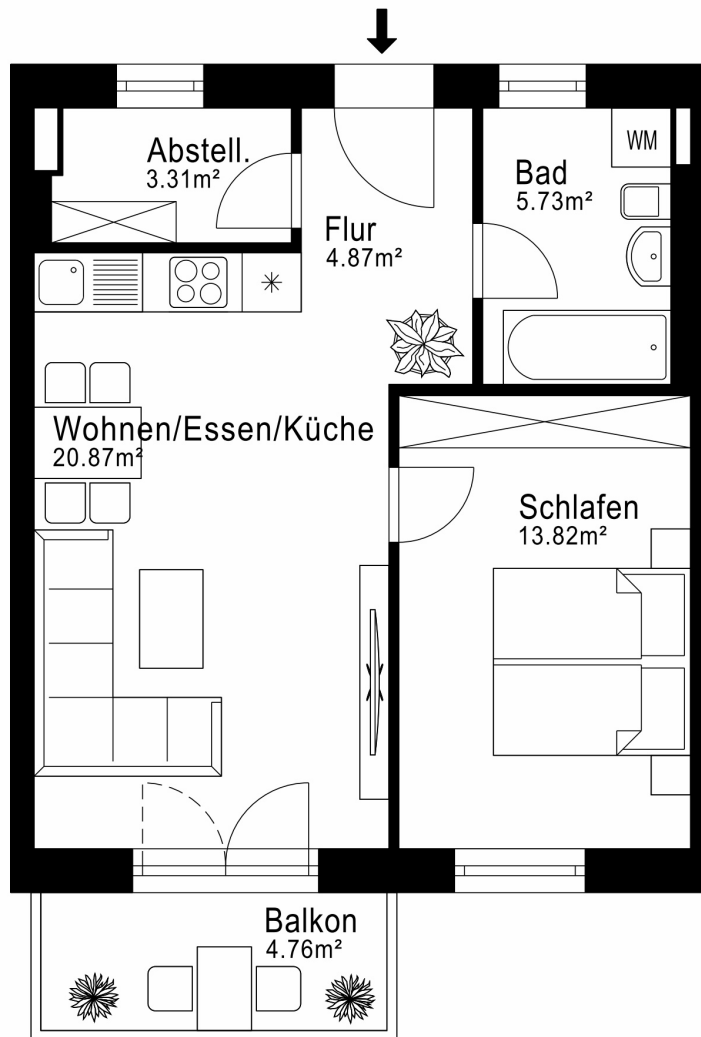 Abstell.
3.31m²
WM
Bad
5.73m²
Flur
4.87m²
Wohnen/Essen/Küche
20.87m²
Schlafen
13.82m²
Balkon
4.76m²